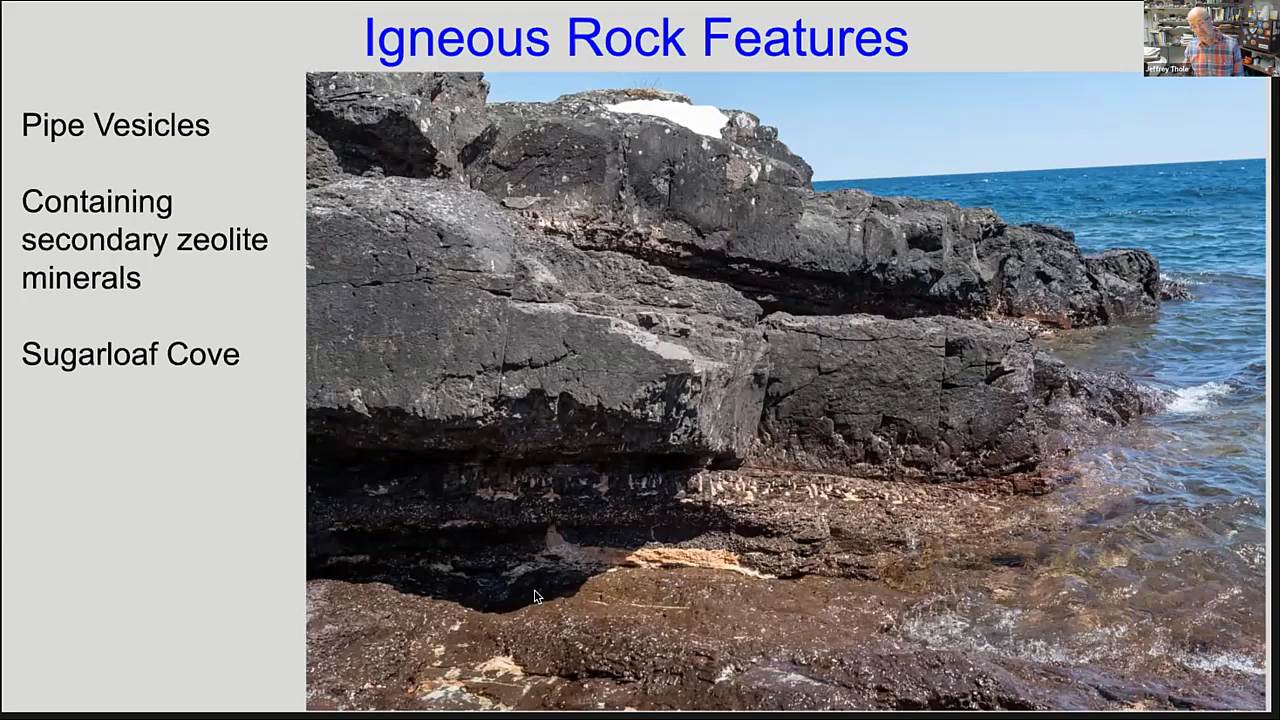 Igneous Rock Features
Jeffrey Thole
Pipe Vesicles
Containing
secondary zeolite
minerals
Sugarloaf Cove